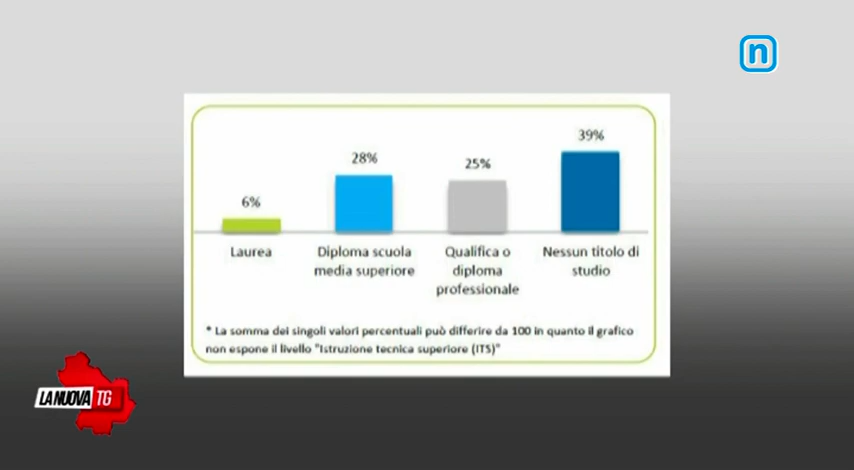 n
39%
28%
25%
6%
Laurea
Diploma scuola
media superiore
Qualifica o
diploma
professionale
Nessun titolo di
studio
* La somma dei singoli valori percentuali può differire da 100 in quanto il grafico
non espone il livello "Istruzione tecnica superiore (ITS)"
LA NUOVA TG